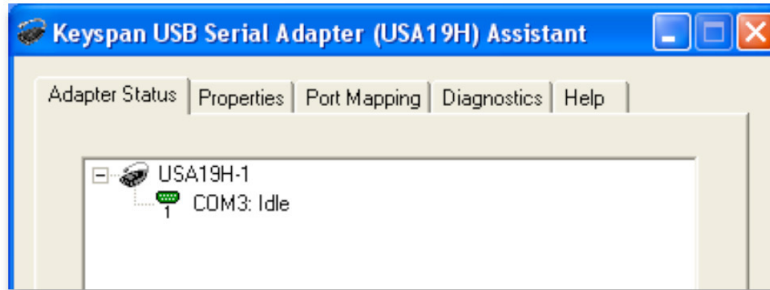 Keyspan USB Serial Adapter (USA19H) Assistant
Adapter Status Properties Port Mapping Diagnostics Help
USA19H-1
1 COM3: Idle